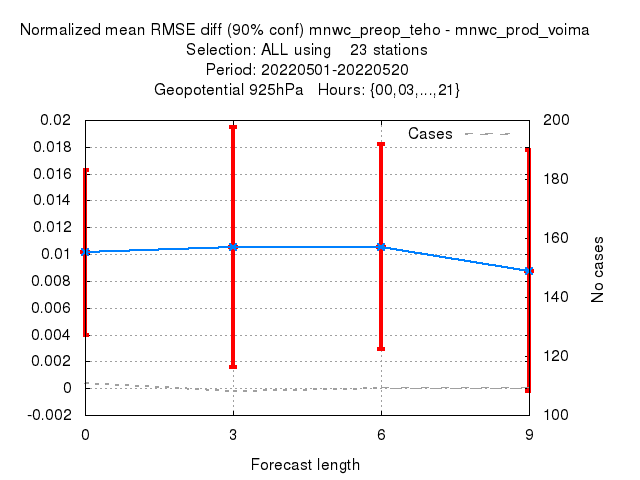 Normalized mean RMSE diff (90% conf) mnwc_preop_teho - mnwc_prod_voima
Selection: ALL using    23 stations
Period: 20220501-20220520
Geopotential 925hPa   Hours: {00,03,...,21}
Cases
0.02
0.018
0.016
0.014
0.012
0.01
0.008
0.006
0.004
0.002
0
-0.002
200
180
160
140
120
100
No cases
0 3 6 9
Forecast length